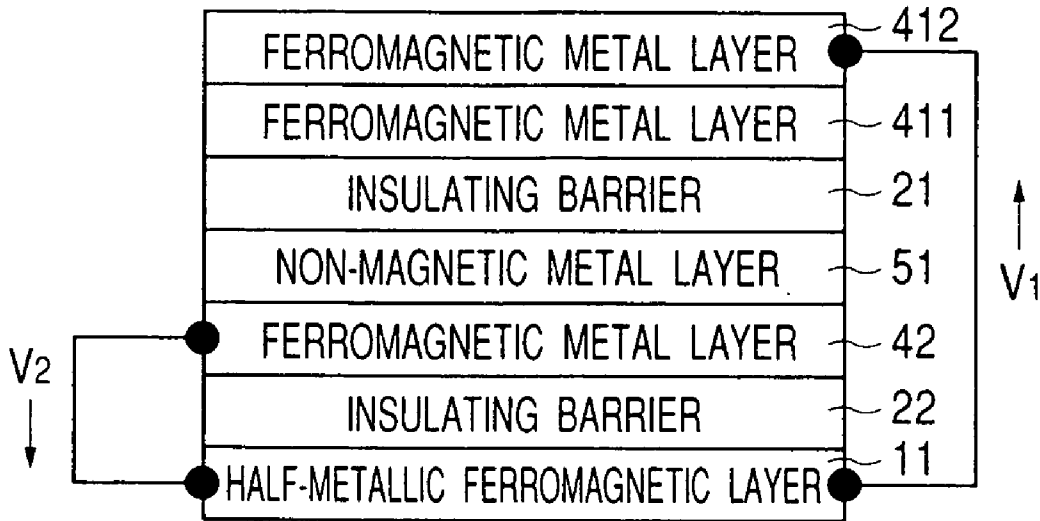 FERROMAGNETIC METAL LAYER 412
FERROMAGNETIC METAL LAYER 411
INSULATING BARRIER 21
NON-MAGNETIC METAL LAYER 51
V1
FERROMAGNETIC METAL LAYER 42
V2
INSULATING BARRIER 22
HALF-METALLIC FERROMAGNETIC LAYER 11